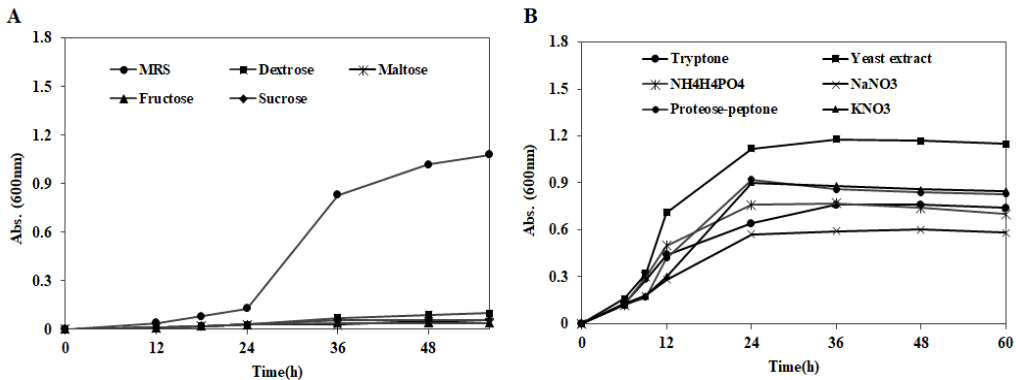 A
1.8
1.5
1.2
0.9
0.6
0.3
0
Abs. (600nm)
MRS Dextrose Maltose
Fructose Sucrose
0 12 24 36 48
Time(h)
B
1.8
1.5
1.2
0.9
0.6
0.3
0
Abs. (600nm)
Tryptone Yeast extract
NH4H4PO4 NaNO3
Proteose-peptone KNO3
0 12 24 36 48 60
Time(h)